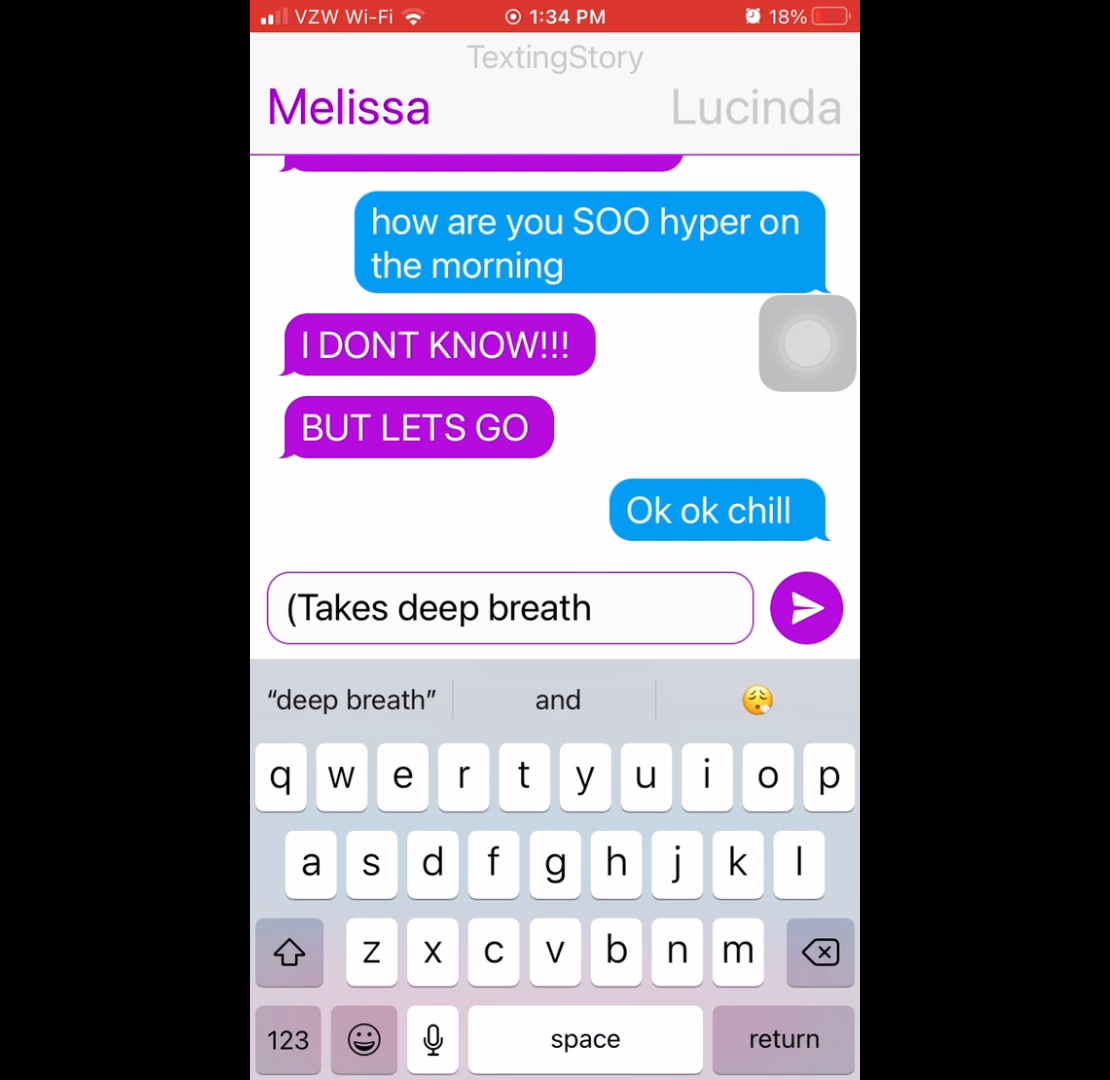 VZW Wi-Fi 1:34 PM 18%
TextingStory
Melissa Lucinda
how are you SOO hyper on
the morning
I DONT KNOW!!!
BUT LETS GO
Ok ok chill
(Takes deep breath
“deep breath” and 😮‍💨
q w e r t y u i o p
a s d f g h j k l
z x c v b n m
123 space return